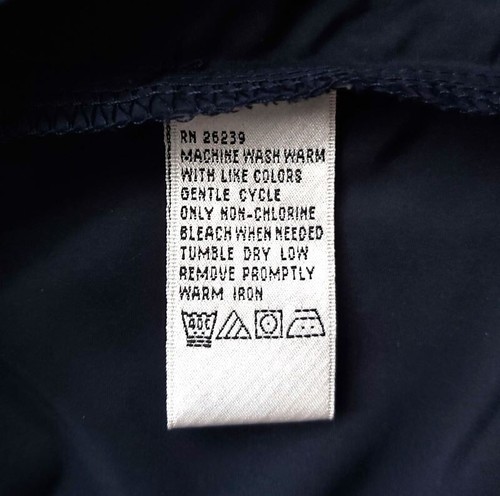 RN 26239
MACHINE WASH WARM
WITH LIKE COLORS
GENTLE CYCLE
ONLY NON-CHLORINE
BLEACH WHEN NEEDED
TUMBLE DRY LOW
REMOVE PROMPTLY
WARM IRON
40C